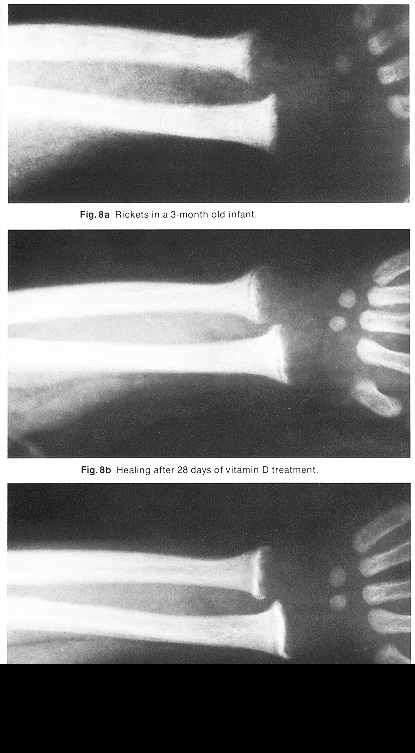 Fig. 8a Rickets in a 3-month old infant.
Fig. 8b Healing after 28 days of vitamin D treatment.